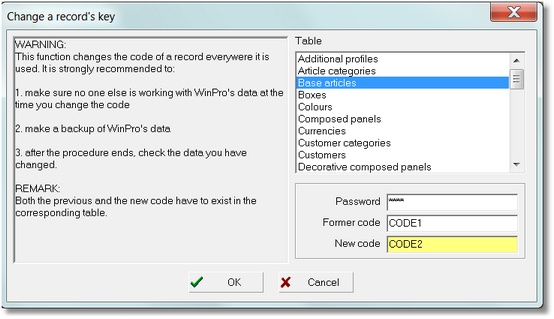 Change a record's key
WARNING:
This function changes the code of a record everywere it is
used. It is strongly recommended to:
1. make sure no one else is working with WinPro's data at the
time you change the code
2. make a backup of WinPro's data
3. after the procedure ends, check the data you have
changed.
REMARK:
Both the previous and the new code have to exist in the
corresponding table.
Table
Additional profiles
Article categories
Base articles
Boxes
Colours
Composed panels
Currencies
Customer categories
Customers
Decorative composed panels
Password ****
Former code CODE1
New code CODE2
OK Cancel